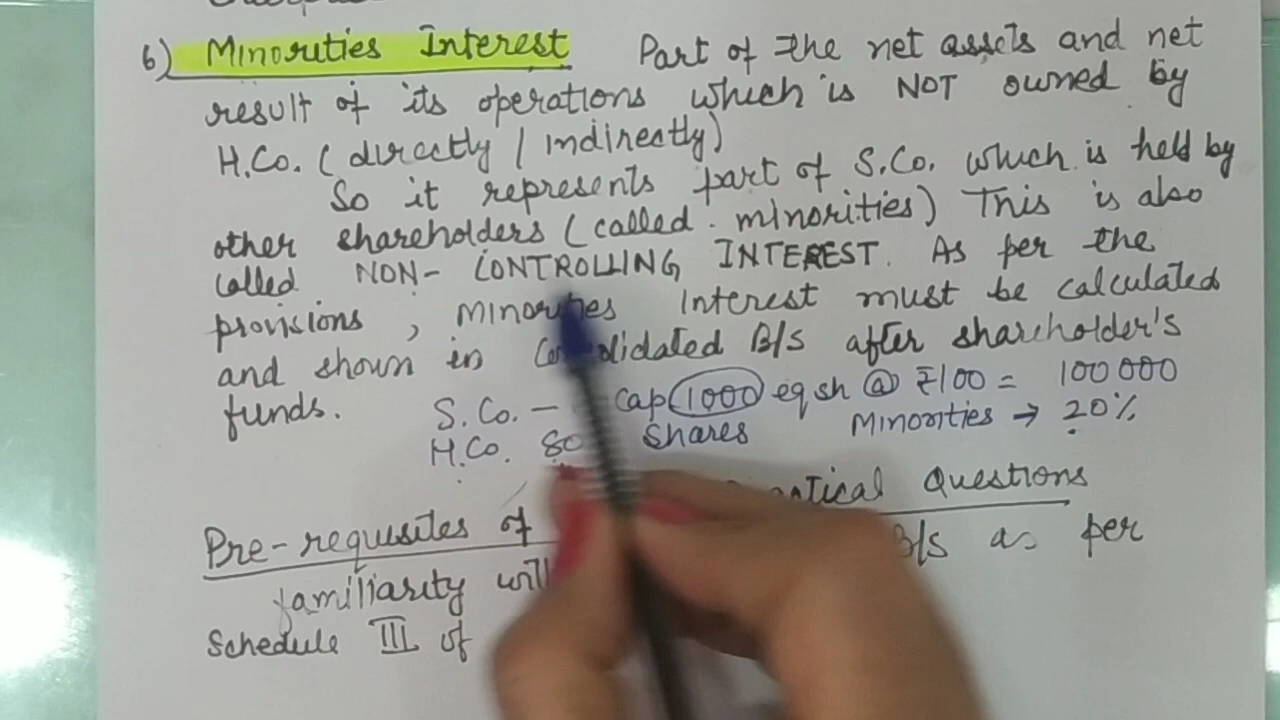 6) Minorities Interest Part of the net assets and net
result of its operations which is NOT owned by
H.Co. (directly / indirectly)
So it represents part of S.Co. which is held by
other shareholders (called minorities) This is also
called NON-CONTROLLING INTEREST. As per the
provisions, Minorities Interest must be calculated
and shown in Consolidated B/S after shareholder's
funds.
S.Co. – cap 1000 eq sh @ ₹100 = 100000
H.Co. 80 shares Minorities → 20%
Pre-requisites of Questions
familiarity B/S as per
Schedule III of